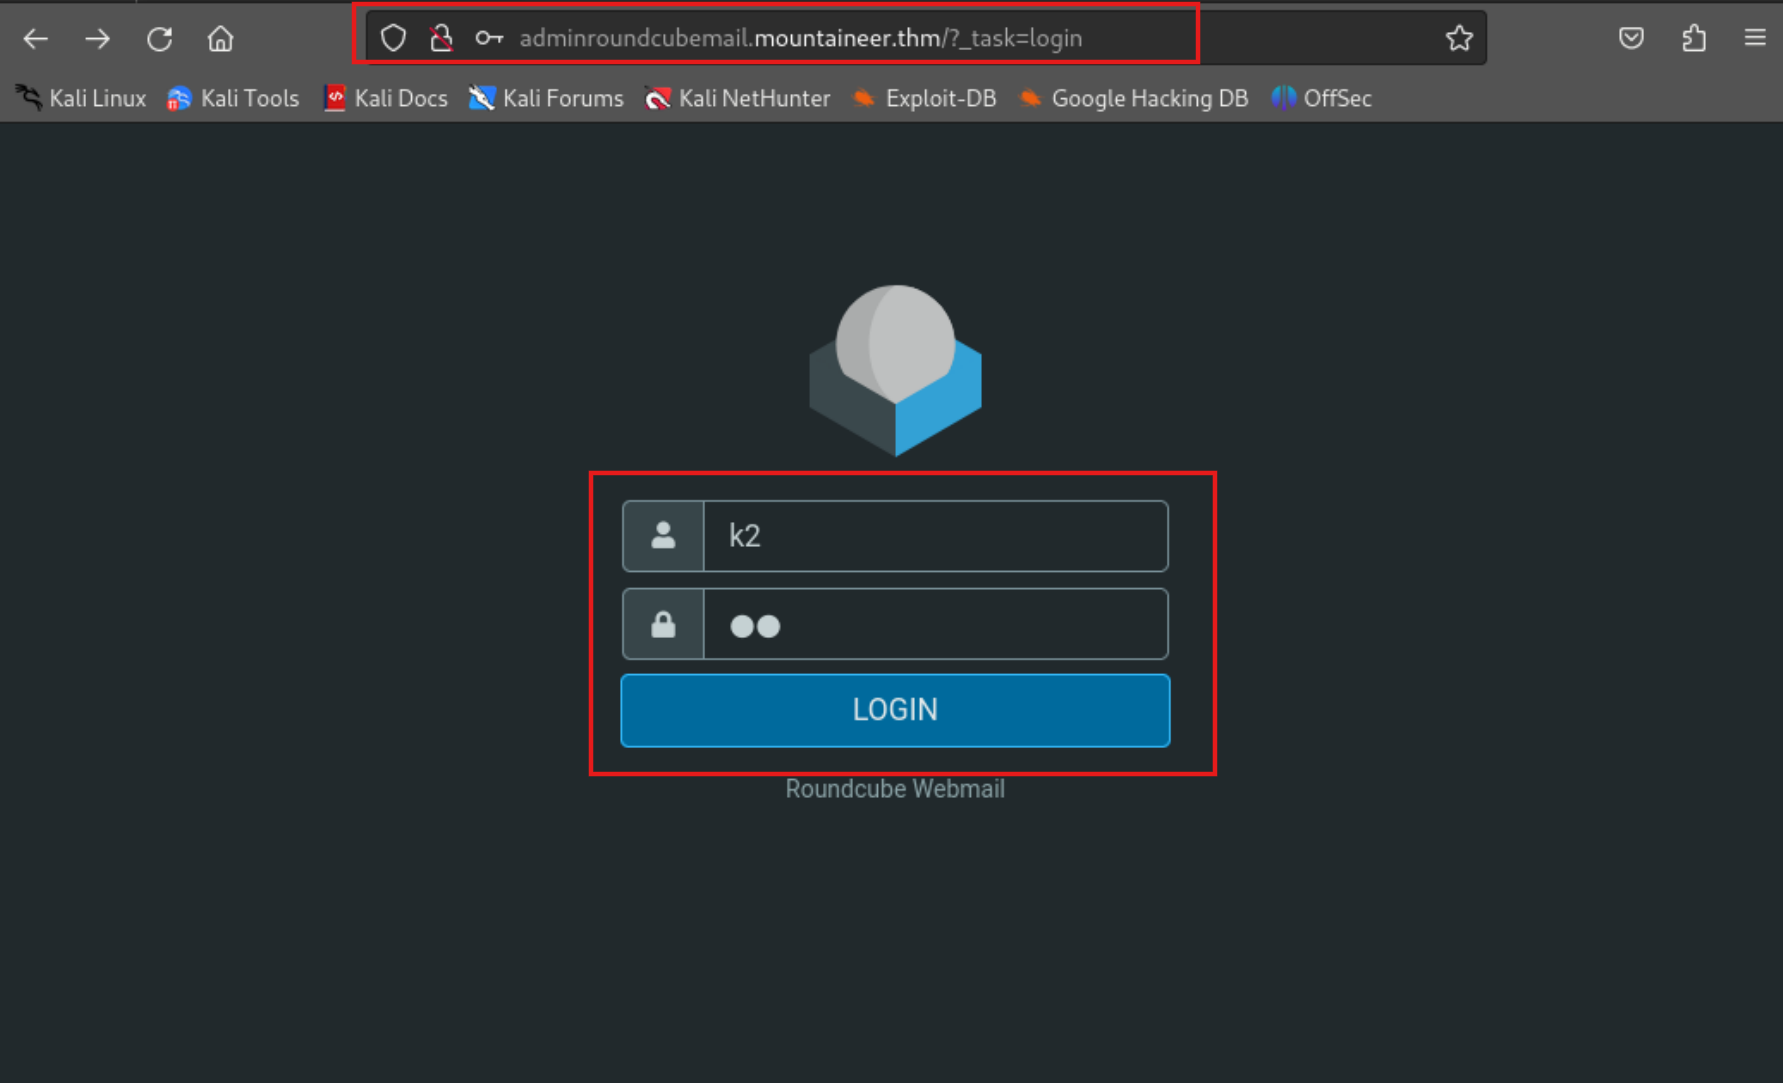 adminroundcubemail.mountaineer.thm/?_task=login
Kali Linux Kali Tools Kali Docs Kali Forums Kali NetHunter Exploit-DB Google Hacking DB OffSec
k2
LOGIN
Roundcube Webmail